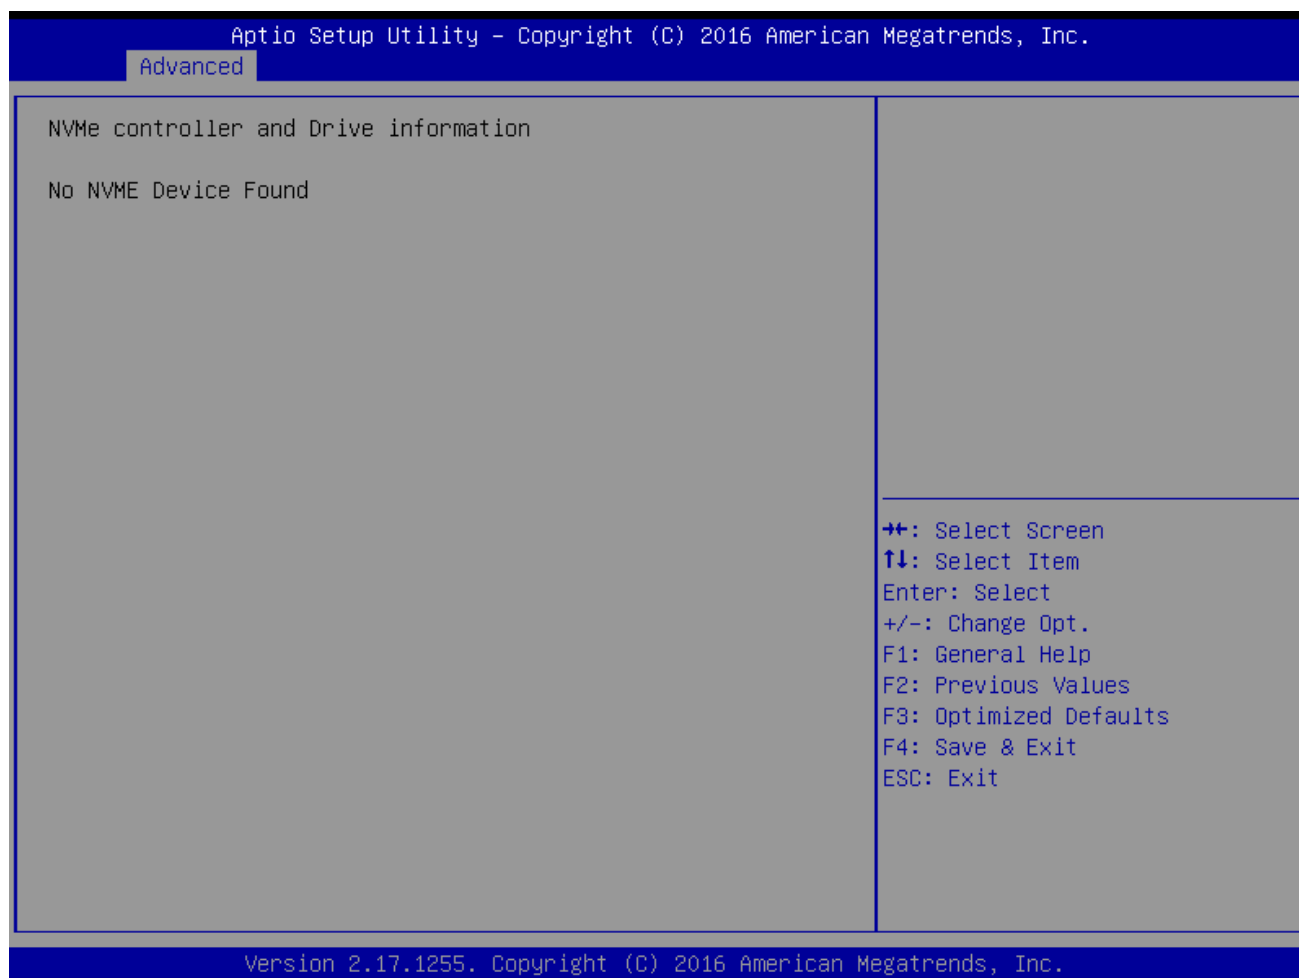 Aptio Setup Utility – Copyright (C) 2016 American Megatrends, Inc.
Advanced
NVMe controller and Drive information
No NVME Device Found
→←: Select Screen
↑↓: Select Item
Enter: Select
+/-: Change Opt.
F1: General Help
F2: Previous Values
F3: Optimized Defaults
F4: Save & Exit
ESC: Exit
Version 2.17.1255. Copyright (C) 2016 American Megatrends, Inc.